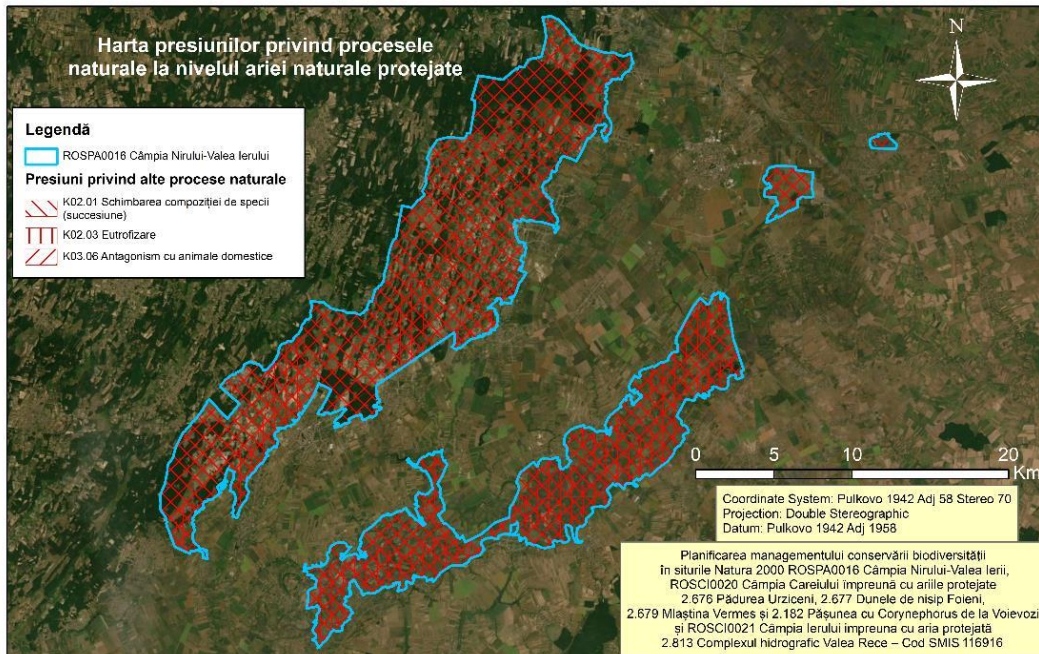 Harta presiunilor privind procesele
naturale la nivelul ariei naturale protejate
N
Legendă
ROSPA0016 Câmpia Nirului-Valea Ierului
Presiuni privind alte procese naturale
K02.01 Schimbarea compoziției de specii
(succesiune)
K02.03 Eutrofizare
K03.06 Antagonism cu animale domestice
0 5 10 20
Km
Coordinate System: Pulkovo 1942 Adj 58 Stereo 70
Projection: Double Stereographic
Datum: Pulkovo 1942 Adj 1958
Planificarea managementului conservării biodiversității
în siturile Natura 2000 ROSPA0016 Câmpia Nirului-Valea Ierii,
ROSCI0020 Câmpia Careiului împreună cu ariile protejate
2.676 Pădurea Urziceni, 2.677 Dunele de nisip Foieni,
2.679 Mlaștina Vermes și 2.182 Pășunea cu Corynephorus de la Voievozi
și ROSCI0021 Câmpia Ierului impreuna cu aria protejată
2.813 Complexul hidrografic Valea Rece – Cod SMIS 116916